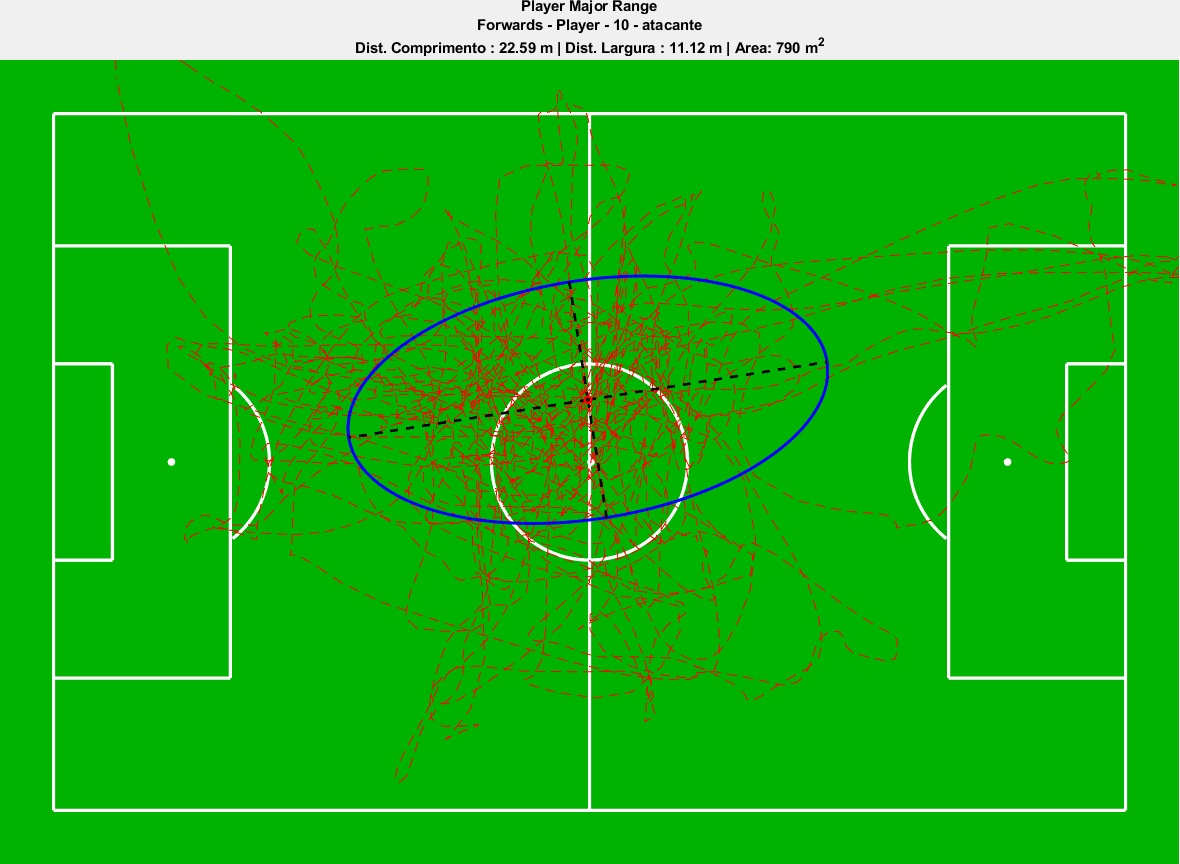 Player Major Range
Forwards - Player - 10 - atacante
Dist. Comprimento : 22.59 m | Dist. Largura : 11.12 m | Area: 790 m²